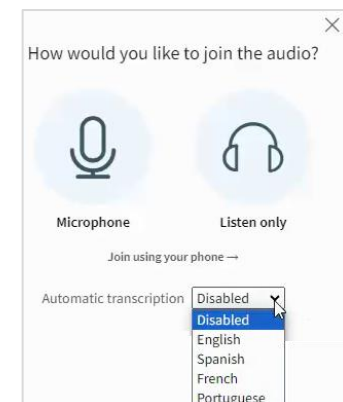 How would you like to join the audio?
Microphone Listen only
Join using your phone →
Automatic transcription Disabled
Disabled
English
Spanish
French
Portuguese